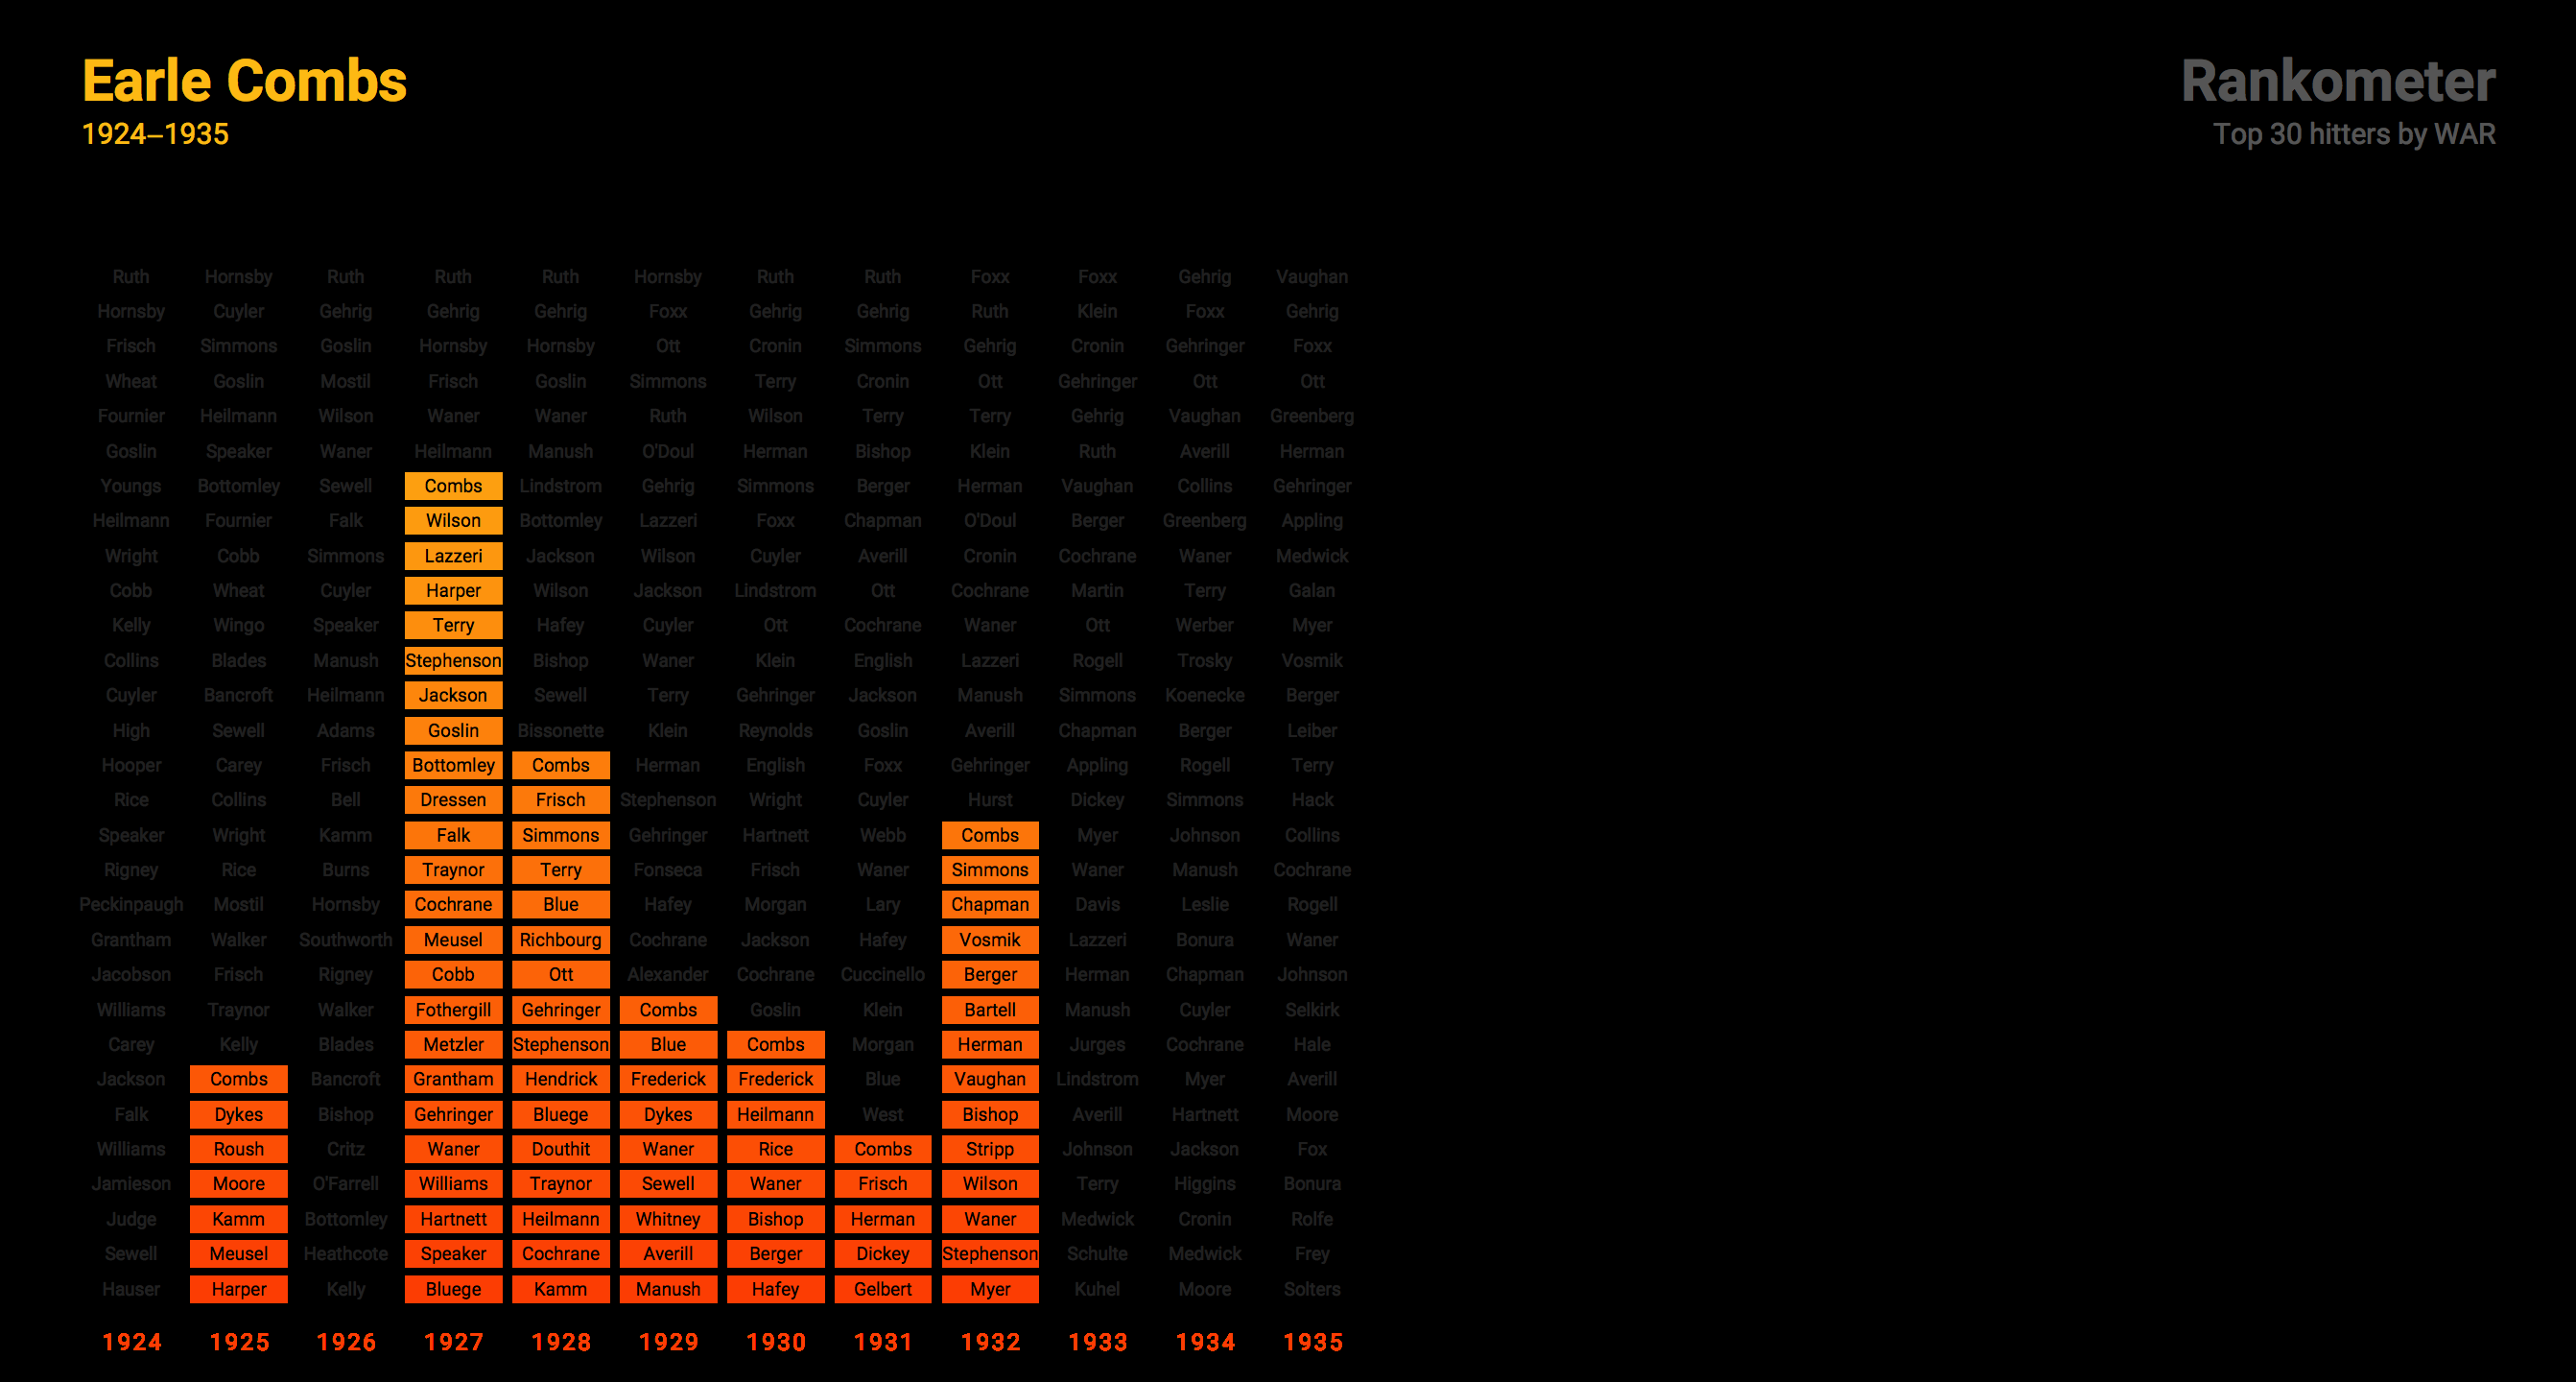 Earle Combs
1924–1935
Rankometer
Top 30 hitters by WAR
Ruth Hornsby Ruth Ruth Ruth Hornsby Ruth Ruth Foxx Foxx Gehrig Vaughan
Hornsby Cuyler Gehrig Gehrig Gehrig Foxx Gehrig Gehrig Ruth Klein Foxx Gehrig
Frisch Simmons Goslin Hornsby Hornsby Ott Cronin Simmons Gehrig Cronin Gehringer Foxx
Wheat Goslin Mostil Frisch Goslin Simmons Terry Cronin Ott Gehringer Ott Ott
Fournier Heilmann Wilson Waner Waner Ruth Wilson Terry Terry Gehrig Vaughan Greenberg
Goslin Speaker Waner Heilmann Manush O'Doul Herman Bishop Klein Ruth Averill Herman
Youngs Bottomley Sewell Combs Lindstrom Gehrig Simmons Berger Herman Vaughan Collins Gehringer
Heilmann Fournier Falk Wilson Bottomley Lazzeri Foxx Chapman O'Doul Berger Greenberg Appling
Wright Cobb Simmons Lazzeri Jackson Wilson Cuyler Averill Cronin Cochrane Waner Medwick
Cobb Wheat Cuyler Harper Wilson Jackson Lindstrom Ott Cochrane Martin Terry Galan
Kelly Wingo Speaker Terry Hafey Cuyler Ott Cochrane Waner Ott Werber Myer
Collins Blades Manush Stephenson Bishop Waner Klein English Lazzeri Rogell Trosky Vosmik
Cuyler Bancroft Heilmann Jackson Sewell Terry Gehringer Jackson Manush Simmons Koenecke Berger
High Sewell Adams Goslin Bissonette Klein Reynolds Goslin Averill Chapman Berger Leiber
Hooper Carey Frisch Bottomley Combs Herman English Foxx Gehringer Appling Rogell Terry
Rice Collins Bell Dressen Frisch Stephenson Wright Cuyler Hurst Dickey Simmons Hack
Speaker Wright Kamm Falk Simmons Gehringer Hartnett Webb Combs Myer Johnson Collins
Rigney Rice Burns Traynor Terry Fonseca Frisch Waner Simmons Waner Manush Cochrane
Peckinpaugh Mostil Hornsby Cochrane Blue Hafey Morgan Lary Chapman Davis Leslie Rogell
Grantham Walker Southworth Meusel Richbourg Cochrane Jackson Hafey Vosmik Lazzeri Bonura Waner
Jacobson Frisch Rigney Cobb Ott Alexander Cochrane Cuccinello Berger Herman Chapman Johnson
Williams Traynor Walker Fothergill Gehringer Combs Goslin Klein Bartell Manush Cuyler Selkirk
Carey Kelly Blades Metzler Stephenson Blue Combs Morgan Herman Jurges Cochrane Hale
Jackson Combs Bancroft Grantham Hendrick Frederick Frederick Blue Vaughan Lindstrom Myer Averill
Falk Dykes Bishop Gehringer Bluege Dykes Heilmann West Bishop Averill Hartnett Moore
Williams Roush Critz Waner Douthit Waner Rice Combs Stripp Johnson Jackson Fox
Jamieson Moore O'Farrell Williams Traynor Sewell Waner Frisch Wilson Terry Higgins Bonura
Judge Kamm Bottomley Hartnett Heilmann Whitney Bishop Herman Waner Medwick Cronin Rolfe
Sewell Meusel Heathcote Speaker Cochrane Averill Berger Dickey Stephenson Schulte Medwick Frey
Hauser Harper Kelly Bluege Kamm Manush Hafey Gelbert Myer Kuhel Moore Solters
1924 1925 1926 1927 1928 1929 1930 1931 1932 1933 1934 1935